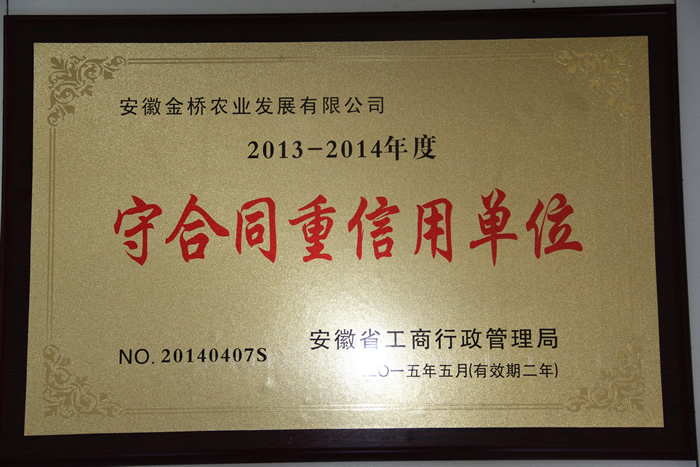 安徽金桥农业发展有限公司
2013-2014年度
守合同重信用单位
安徽省工商行政管理局
NO. 20140407S
二〇一五年五月(有效期二年)